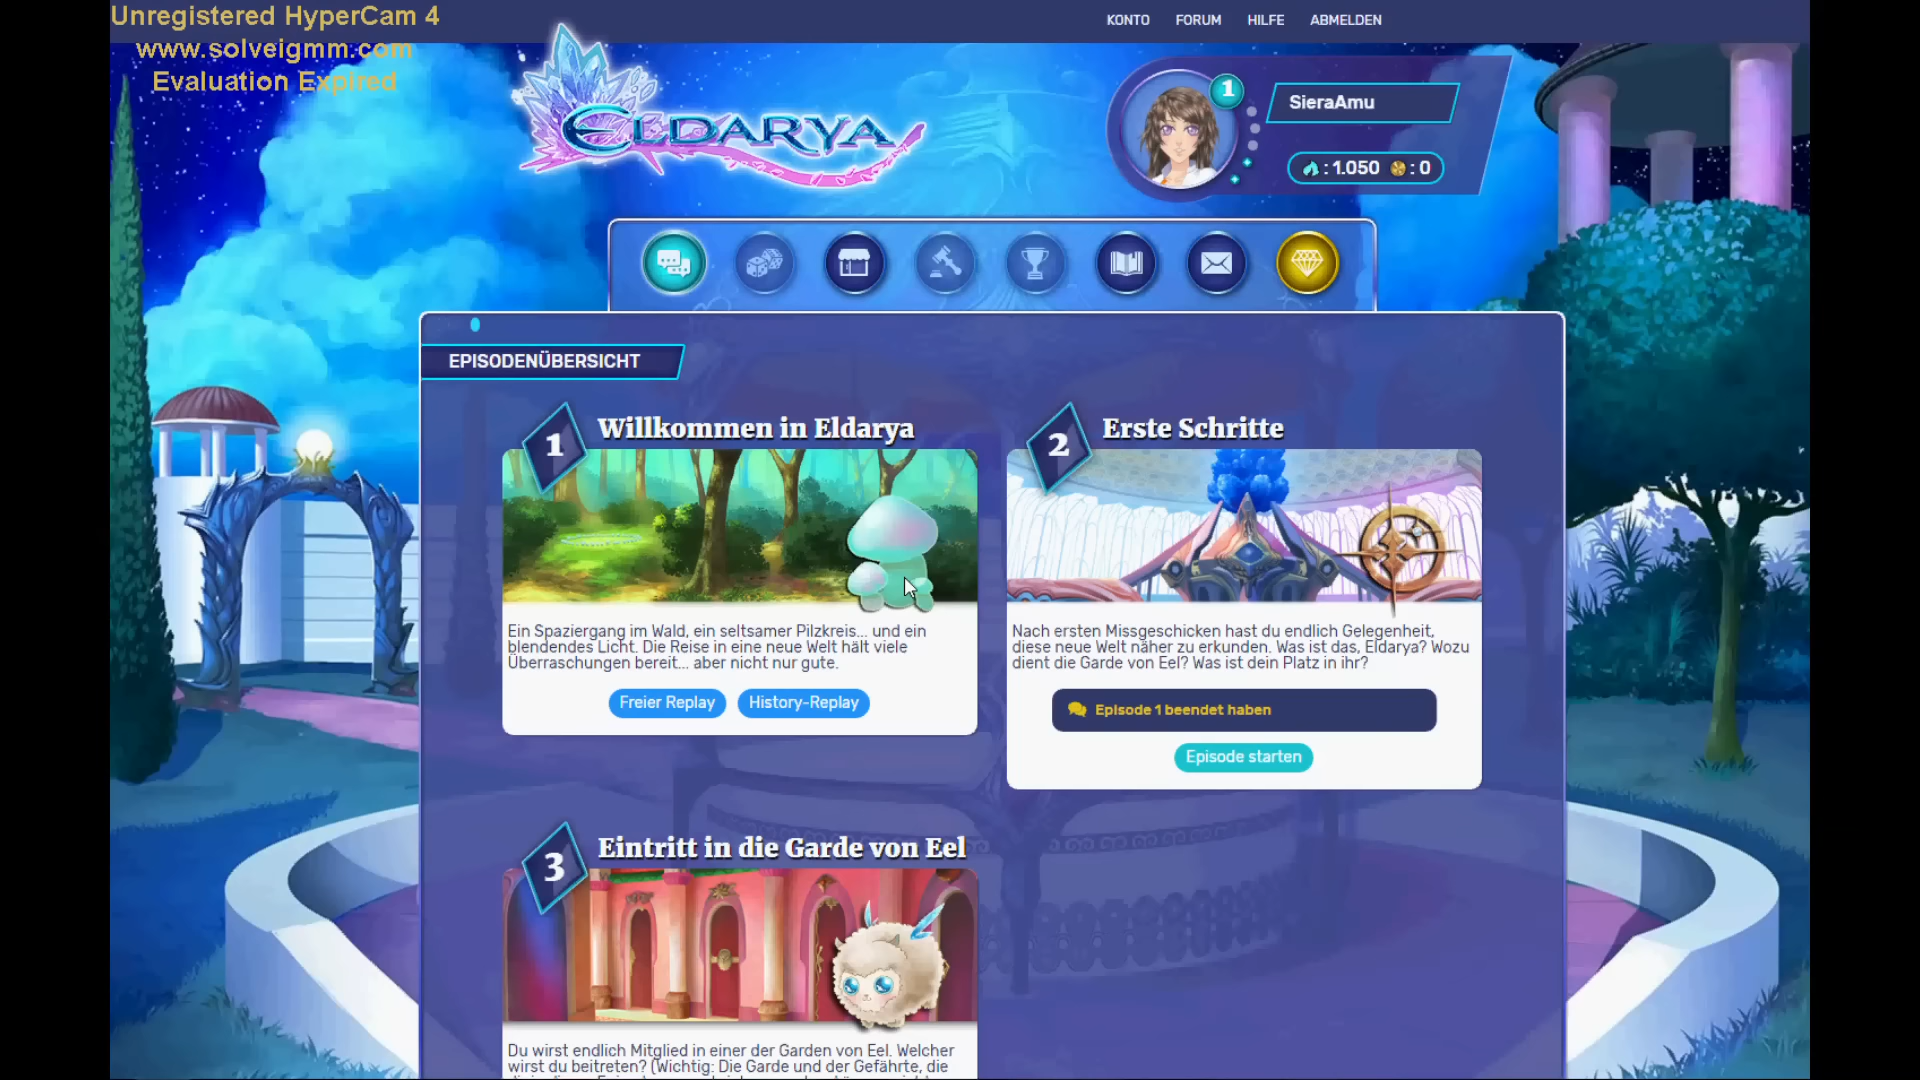 Unregistered HyperCam 4
www.solveigmm.com
Evaluation Expired
KONTO FORUM HILFE ABMELDEN
ELDARYA
1
SieraAmu
: 1.050 : 0
EPISODENÜBERSICHT
1 Willkommen in Eldarya
Ein Spaziergang im Wald, ein seltsamer Pilzkreis... und ein
blendendes Licht. Die Reise in eine neue Welt hält viele
Überraschungen bereit... aber nicht nur gute.
Freier Replay History-Replay
2 Erste Schritte
Nach ersten Missgeschicken hast du endlich Gelegenheit,
diese neue Welt näher zu erkunden. Was ist das, Eldarya? Wozu
dient die Garde von Eel? Was ist dein Platz in ihr?
Episode 1 beendet haben
Episode starten
3 Eintritt in die Garde von Eel
Du wirst endlich Mitglied in einer der Garden von Eel. Welcher
wirst du beitreten? (Wichtig: Die Garde und der Gefährte, die